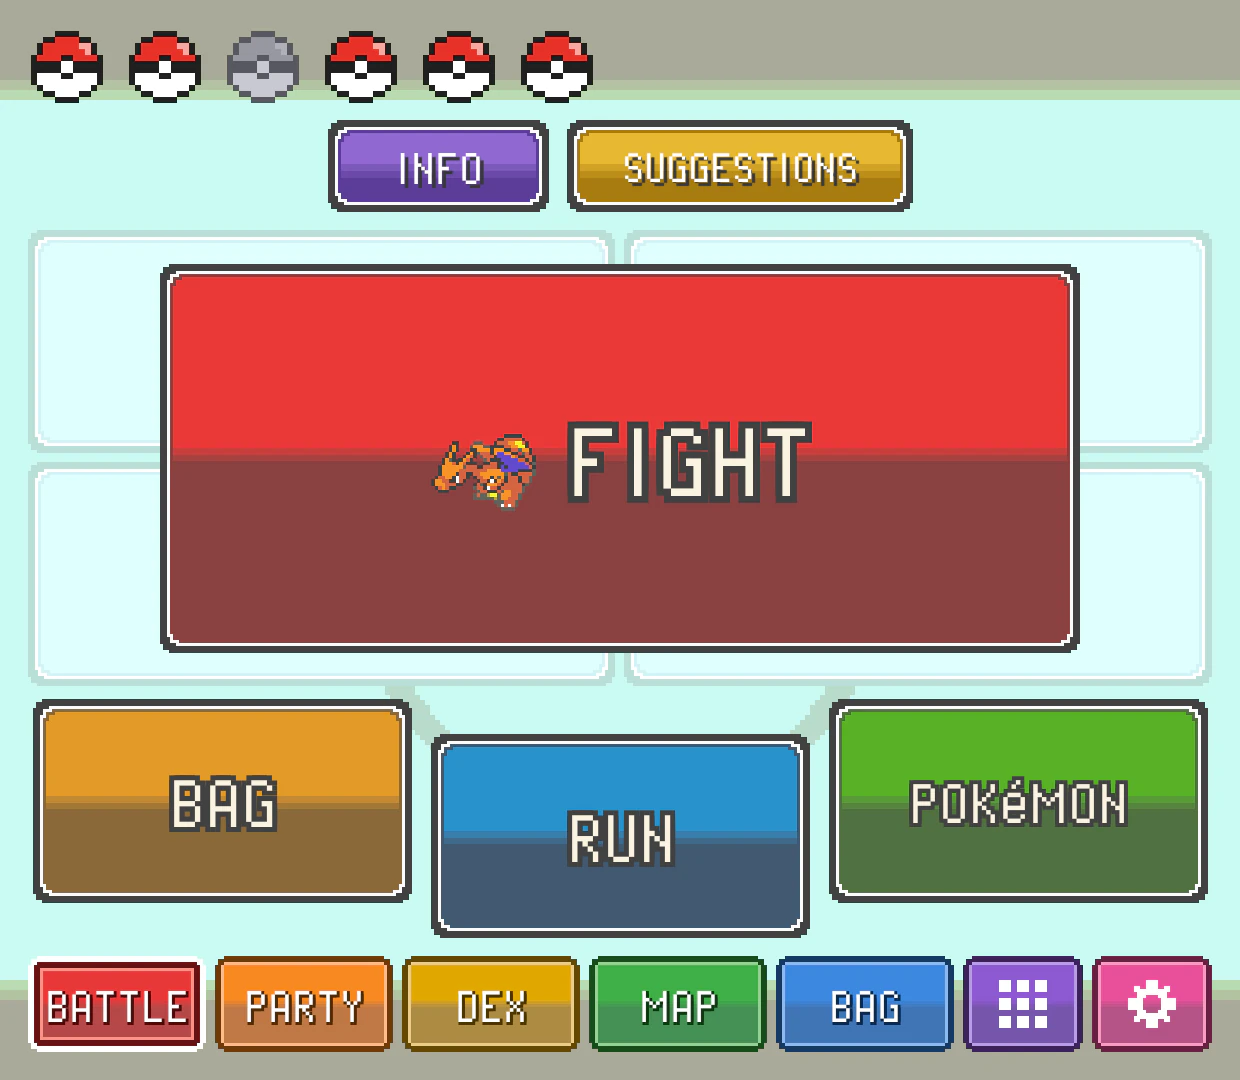 INFO
SUGGESTIONS
FIGHT
BAG
RUN
POKéMON
BATTLE
PARTY
DEX
MAP
BAG